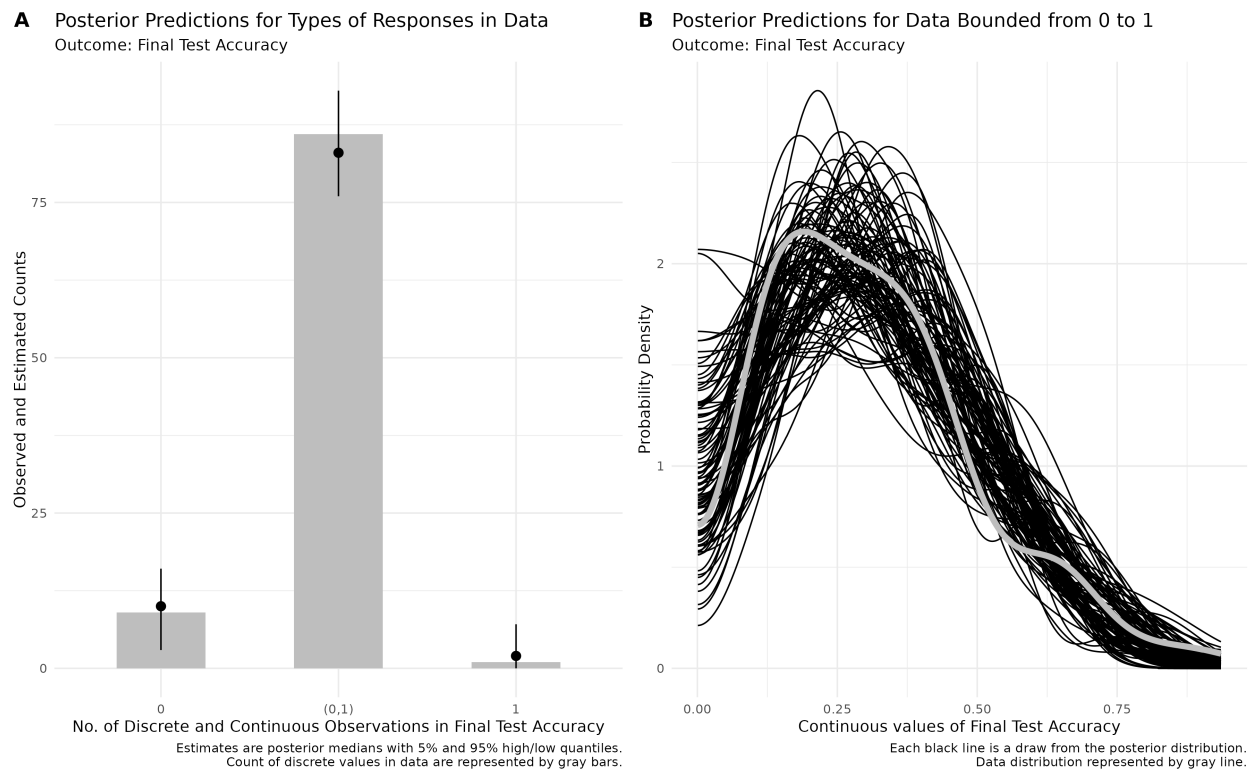 A Posterior Predictions for Types of Responses in Data
Outcome: Final Test Accuracy
Observed and Estimated Counts
75
50
25
0
0 (0,1) 1
No. of Discrete and Continuous Observations in Final Test Accuracy
Estimates are posterior medians with 5% and 95% high/low quantiles.
Count of discrete values in data are represented by gray bars.
B Posterior Predictions for Data Bounded from 0 to 1
Outcome: Final Test Accuracy
Probability Density
2
1
0
0.00 0.25 0.50 0.75
Continuous values of Final Test Accuracy
Each black line is a draw from the posterior distribution.
Data distribution represented by gray line.